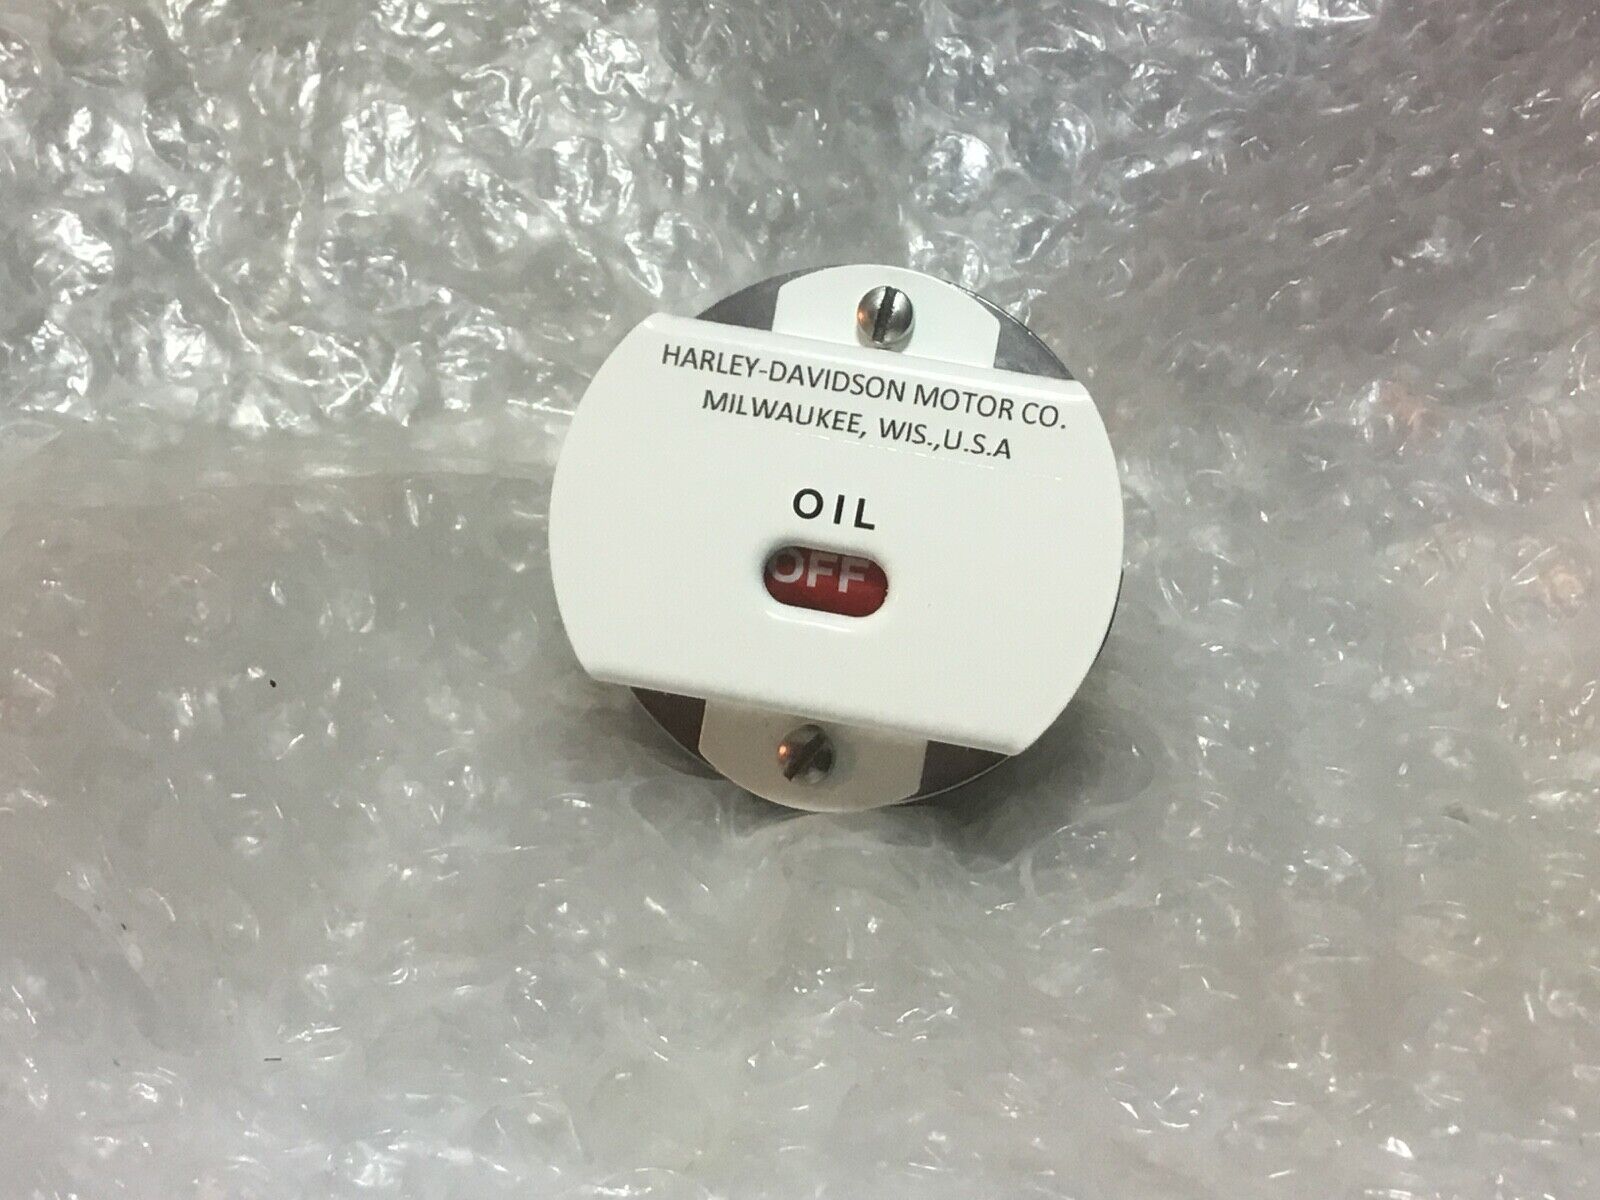 HARLEY-DAVIDSON MOTOR CO.
MILWAUKEE, WIS.,U.S.A
OIL
OFF